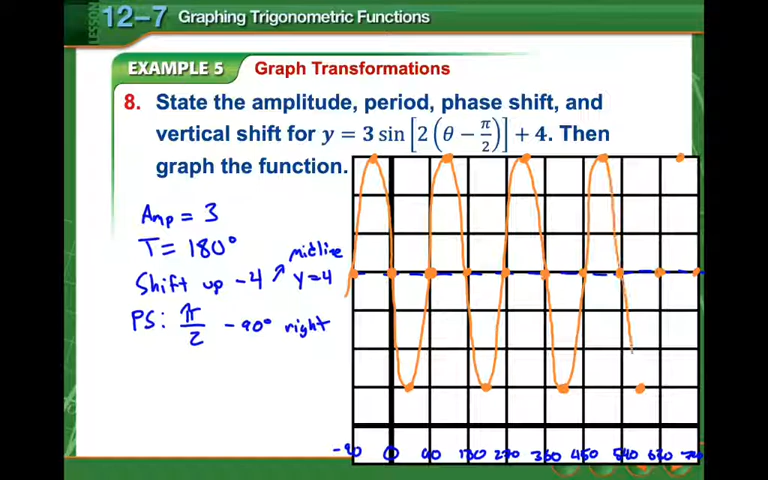 LESSON
12–7 Graphing Trigonometric Functions
EXAMPLE 5 Graph Transformations
8. State the amplitude, period, phase shift, and
vertical shift for y = 3 sin [2 (θ − π/2)] + 4. Then
graph the function.
Amp = 3
T = 180°
midline
Shift up - 4 ↗ y = 4
PS: π/2 - 90° right
-90 0 90 180 270 360 450 540 630